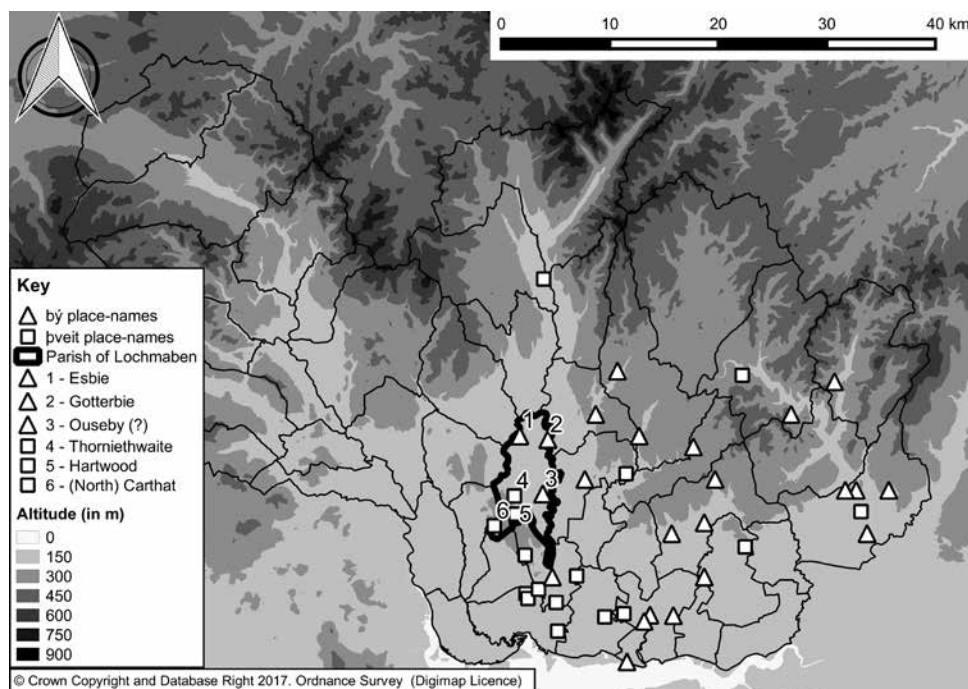 0 10 20 30 40 km
Key
bý place-names
þveit place-names
Parish of Lochmaben
1 - Esbie
2 - Gotterbie
3 - Ouseby (?)
4 - Thorniethwaite
5 - Hartwood
6 - (North) Carthat
Altitude (in m)
0
150
300
450
600
750
900
1
2
4
3
6
5
© Crown Copyright and Database Right 2017. Ordnance Survey (Digimap Licence)